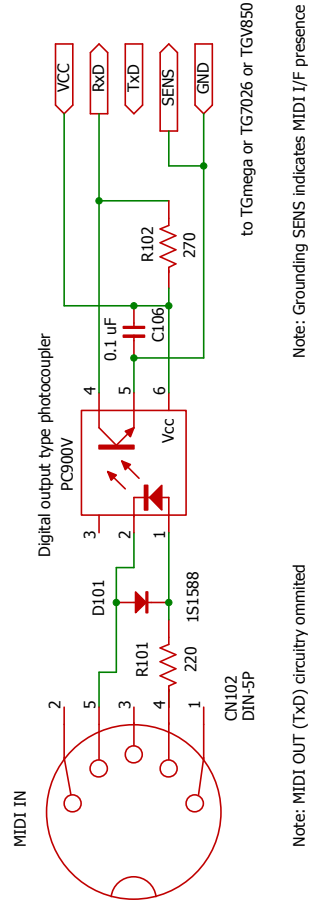 MIDI IN
2
5
3
4
1
CN102
DIN-5P
R101
220
D101
1S1588
Digital output type photocoupler
PC900V
3
2
1
4
5
6
Vcc
0.1 uF
C106
R102
270
VCC
RxD
TxD
SENS
GND
to TGmega or TG7026 or TGV850
Note: MIDI OUT (TxD) circuitry ommited
Note: Grounding SENS indicates MIDI I/F presence